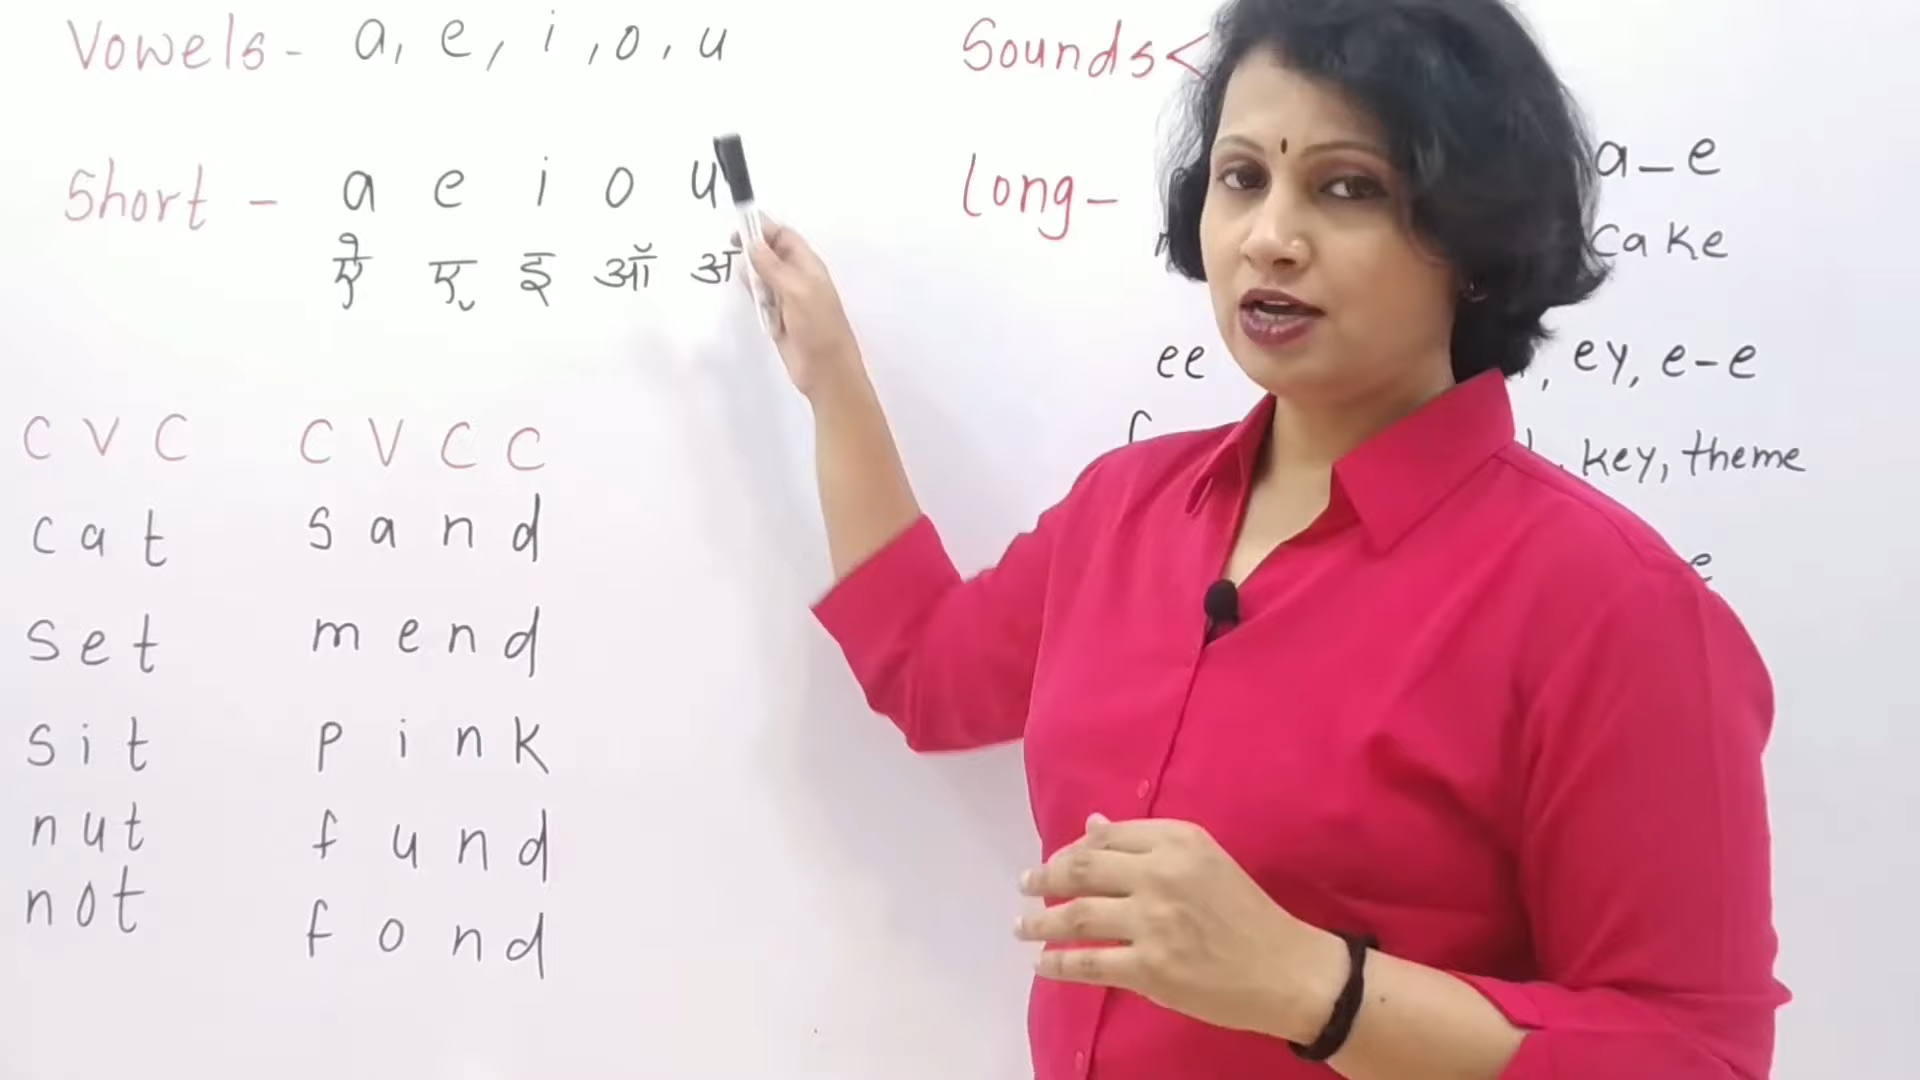 Vowels - a, e, i, o, u
Short - a e i o u
ऐ ए इ ऑ अ
C V C
cat
set
sit
nut
not
C V C C
sand
mend
pink
fund
fond
Sounds <
Long -
a_e
cake
ee , ey, e-e
key, theme